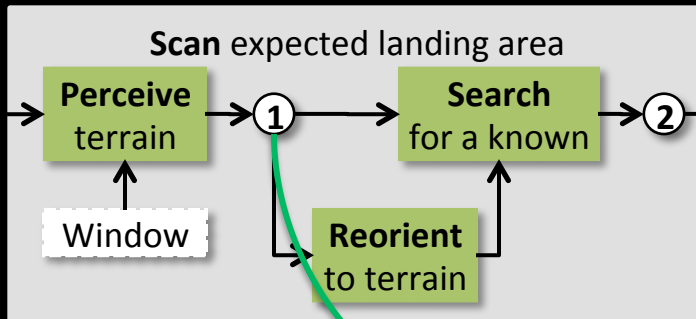 Scan expected landing area
Perceive
terrain
1
Search
for a known
2
Window
Reorient
to terrain